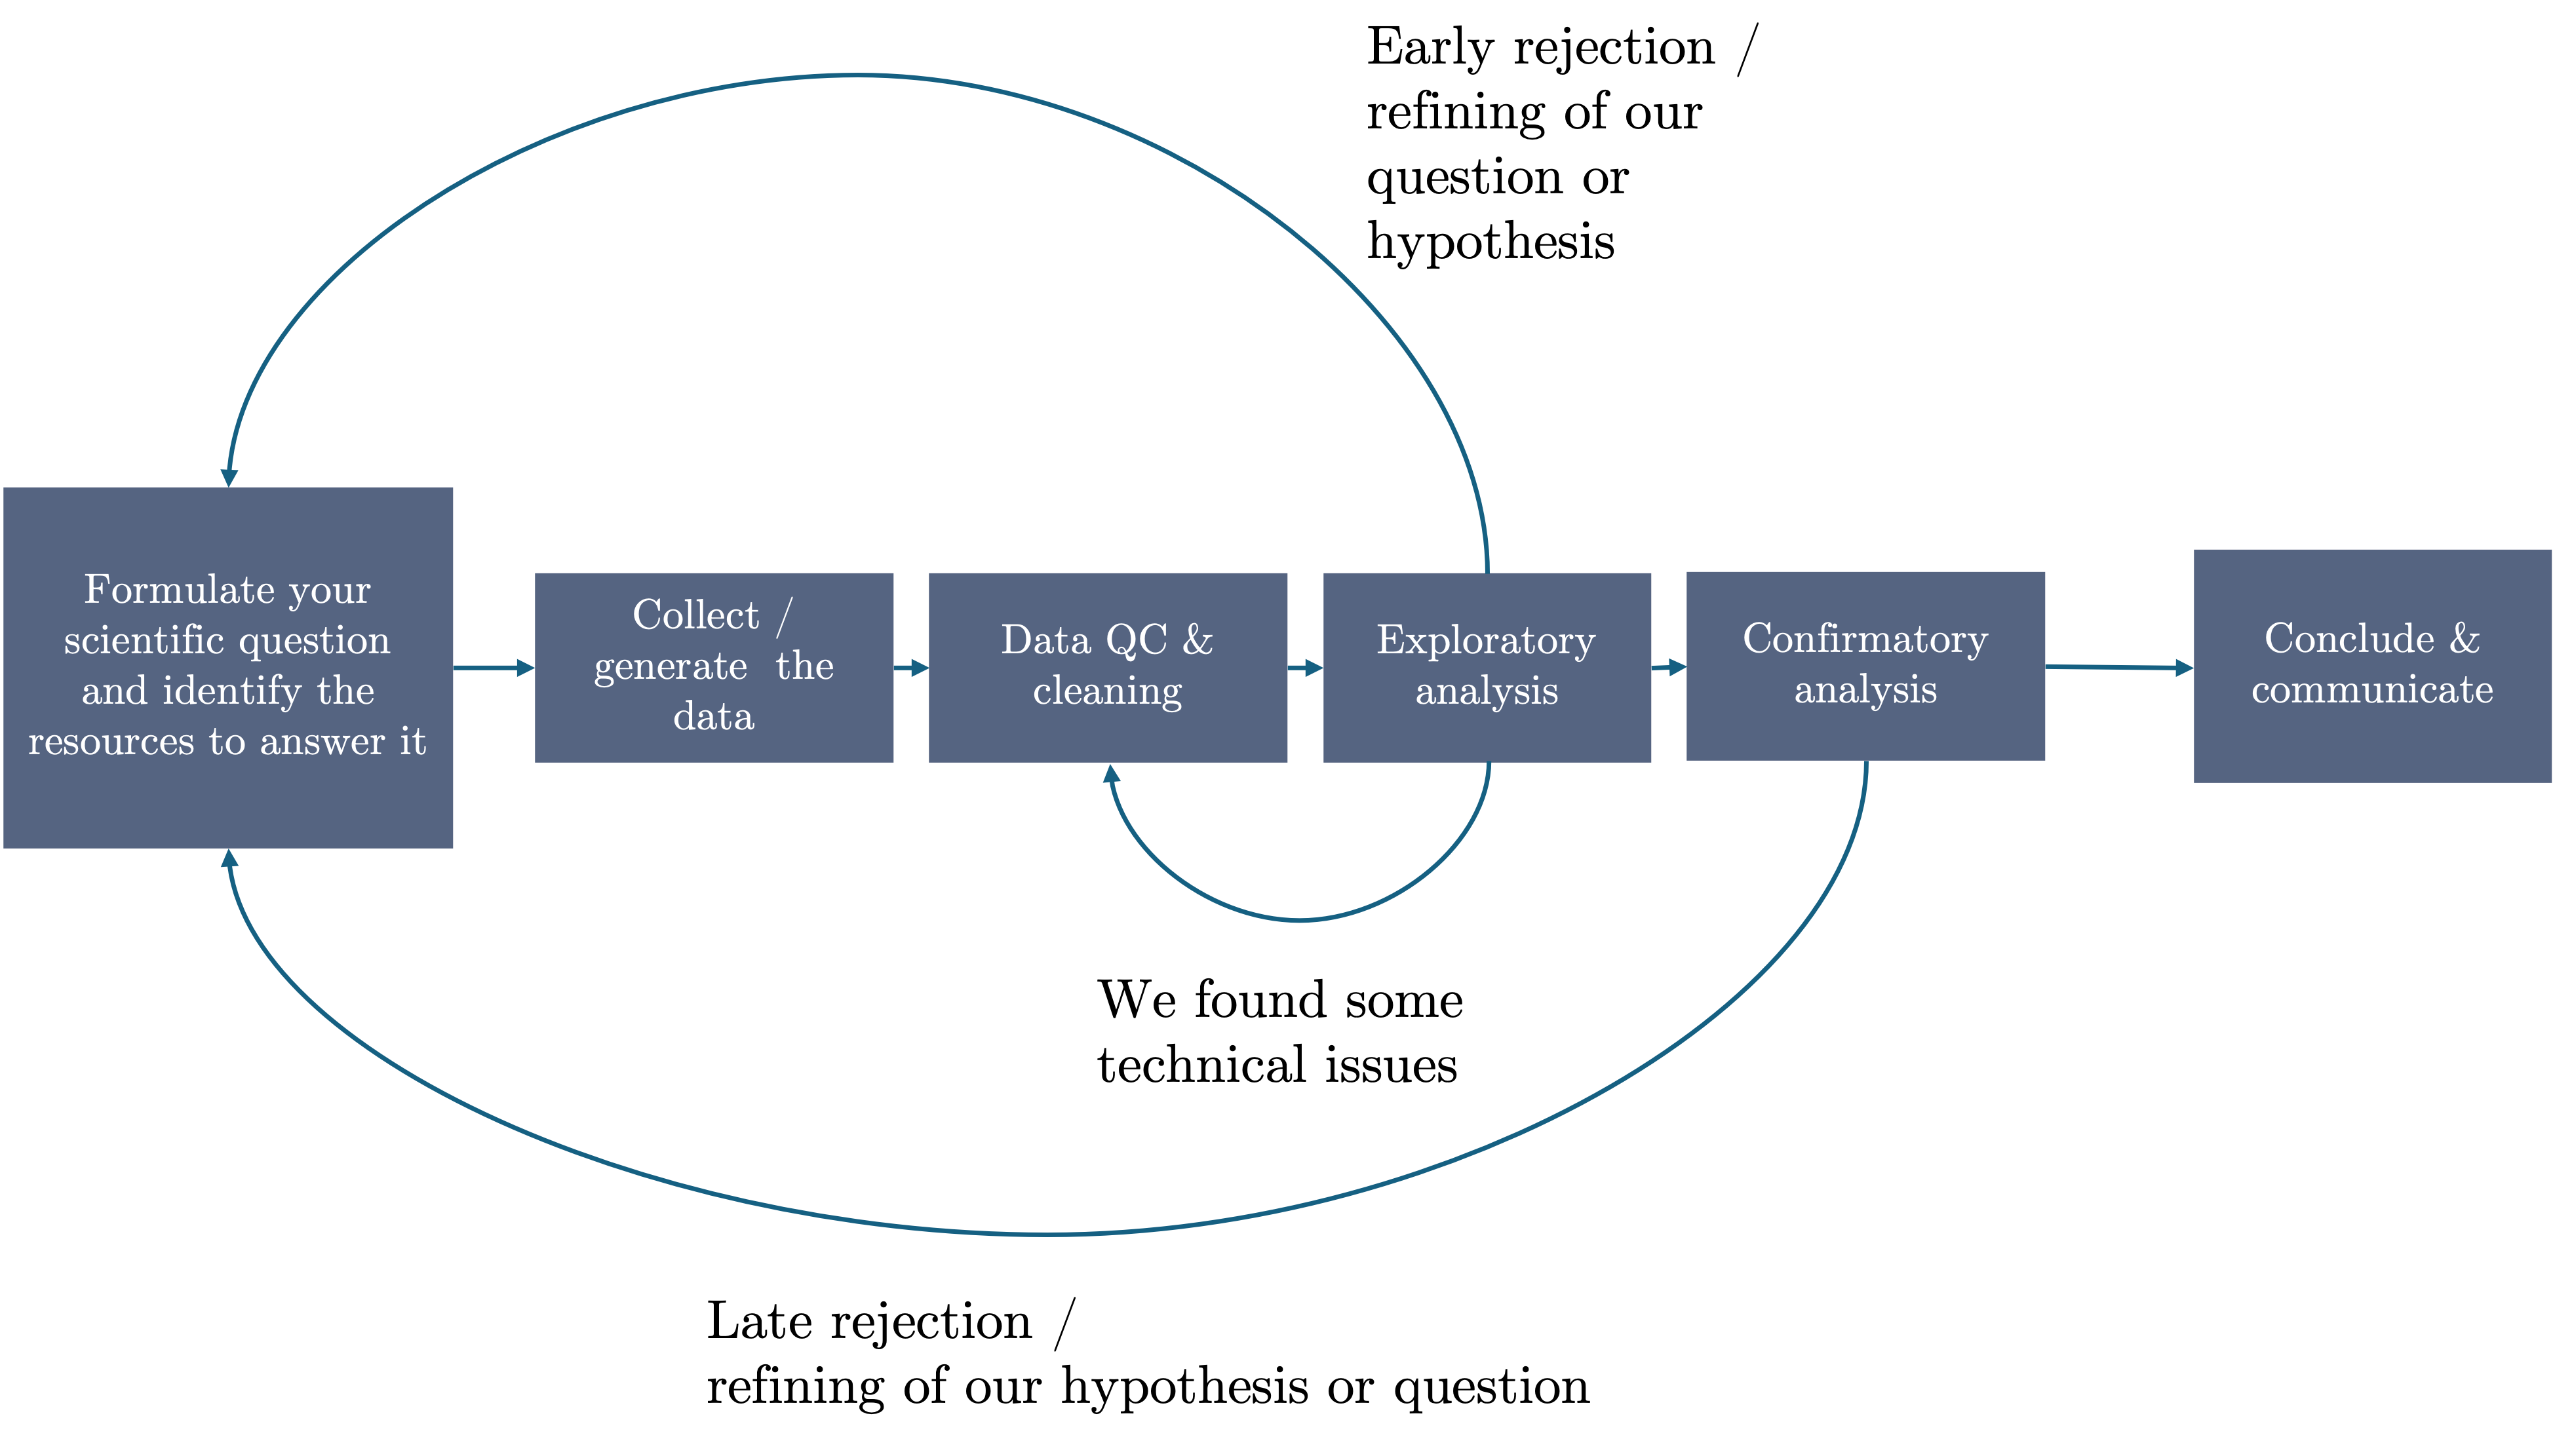 Early rejection /
refining of our
question or
hypothesis
Formulate your
scientific question
and identify the
resources to answer it
Collect /
generate the
data
Data QC &
cleaning
Exploratory
analysis
Confirmatory
analysis
Conclude &
communicate
We found some
technical issues
Late rejection /
refining of our hypothesis or question